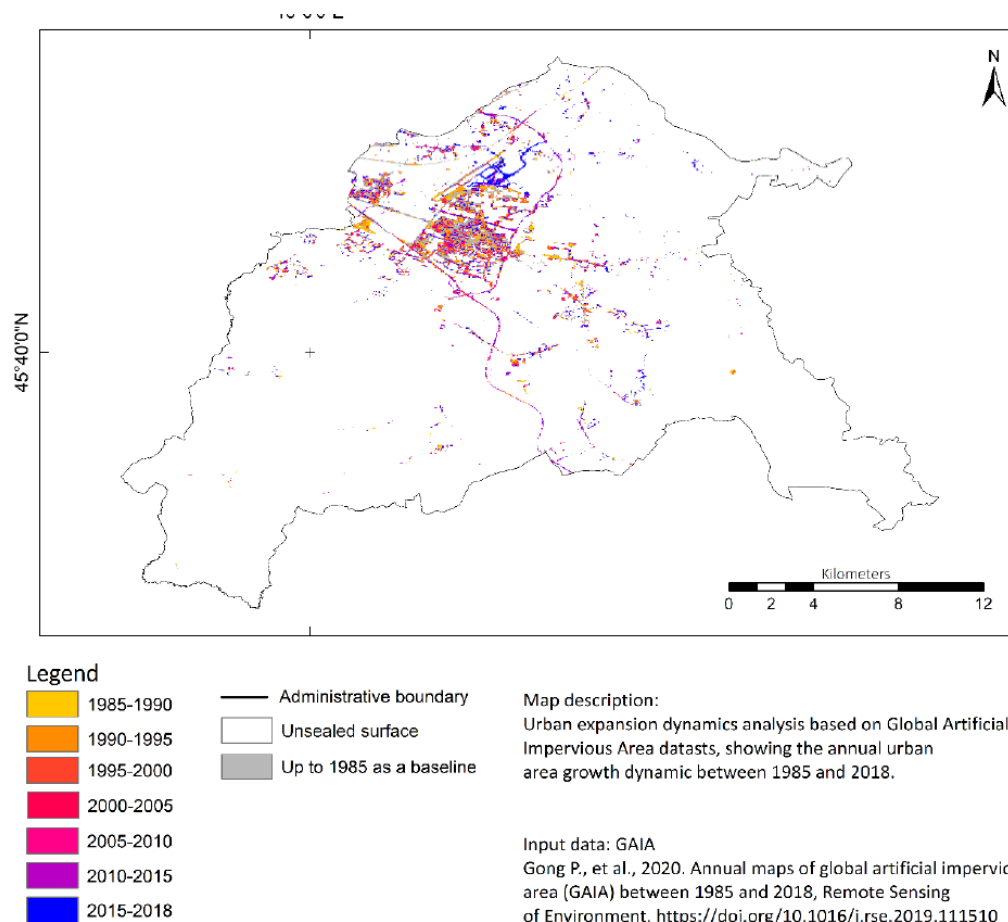 N
45°40'0"N
Kilometers
0 2 4 8 12
Legend
1985-1990
1990-1995
1995-2000
2000-2005
2005-2010
2010-2015
2015-2018
Administrative boundary
Unsealed surface
Up to 1985 as a baseline
Map description:
Urban expansion dynamics analysis based on Global Artificial
Impervious Area datasts, showing the annual urban
area growth dynamic between 1985 and 2018.
Input data: GAIA
Gong P., et al., 2020. Annual maps of global artificial impervio
area (GAIA) between 1985 and 2018, Remote Sensing
of Environment. https://doi.org/10.1016/j.rse.2019.111510